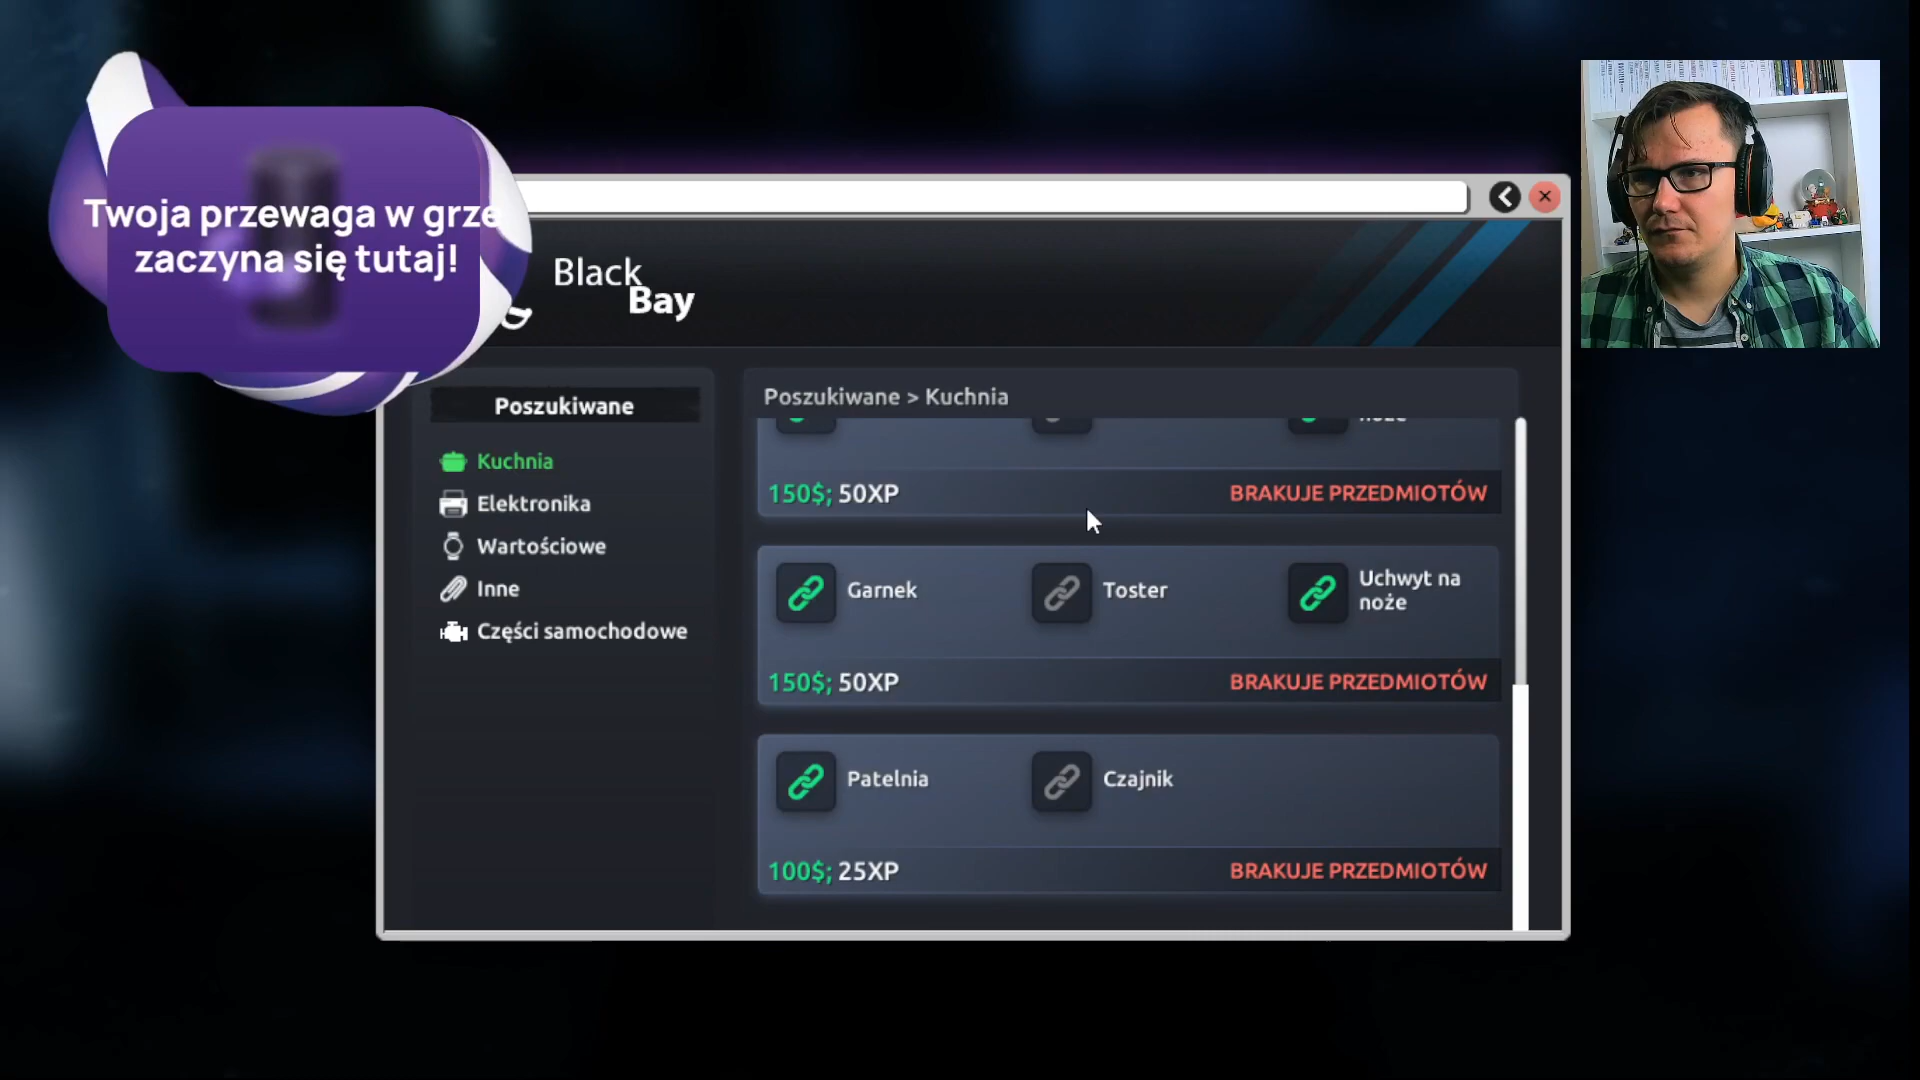 Twoja przewaga w grze
zaczyna się tutaj!
Black
Bay
Poszukiwane
Kuchnia
Elektronika
Wartościowe
Inne
Części samochodowe
Poszukiwane > Kuchnia
noże
150$; 50XP
BRAKUJE PRZEDMIOTÓW
Garnek
Toster
Uchwyt na
noże
150$; 50XP
BRAKUJE PRZEDMIOTÓW
Patelnia
Czajnik
100$; 25XP
BRAKUJE PRZEDMIOTÓW